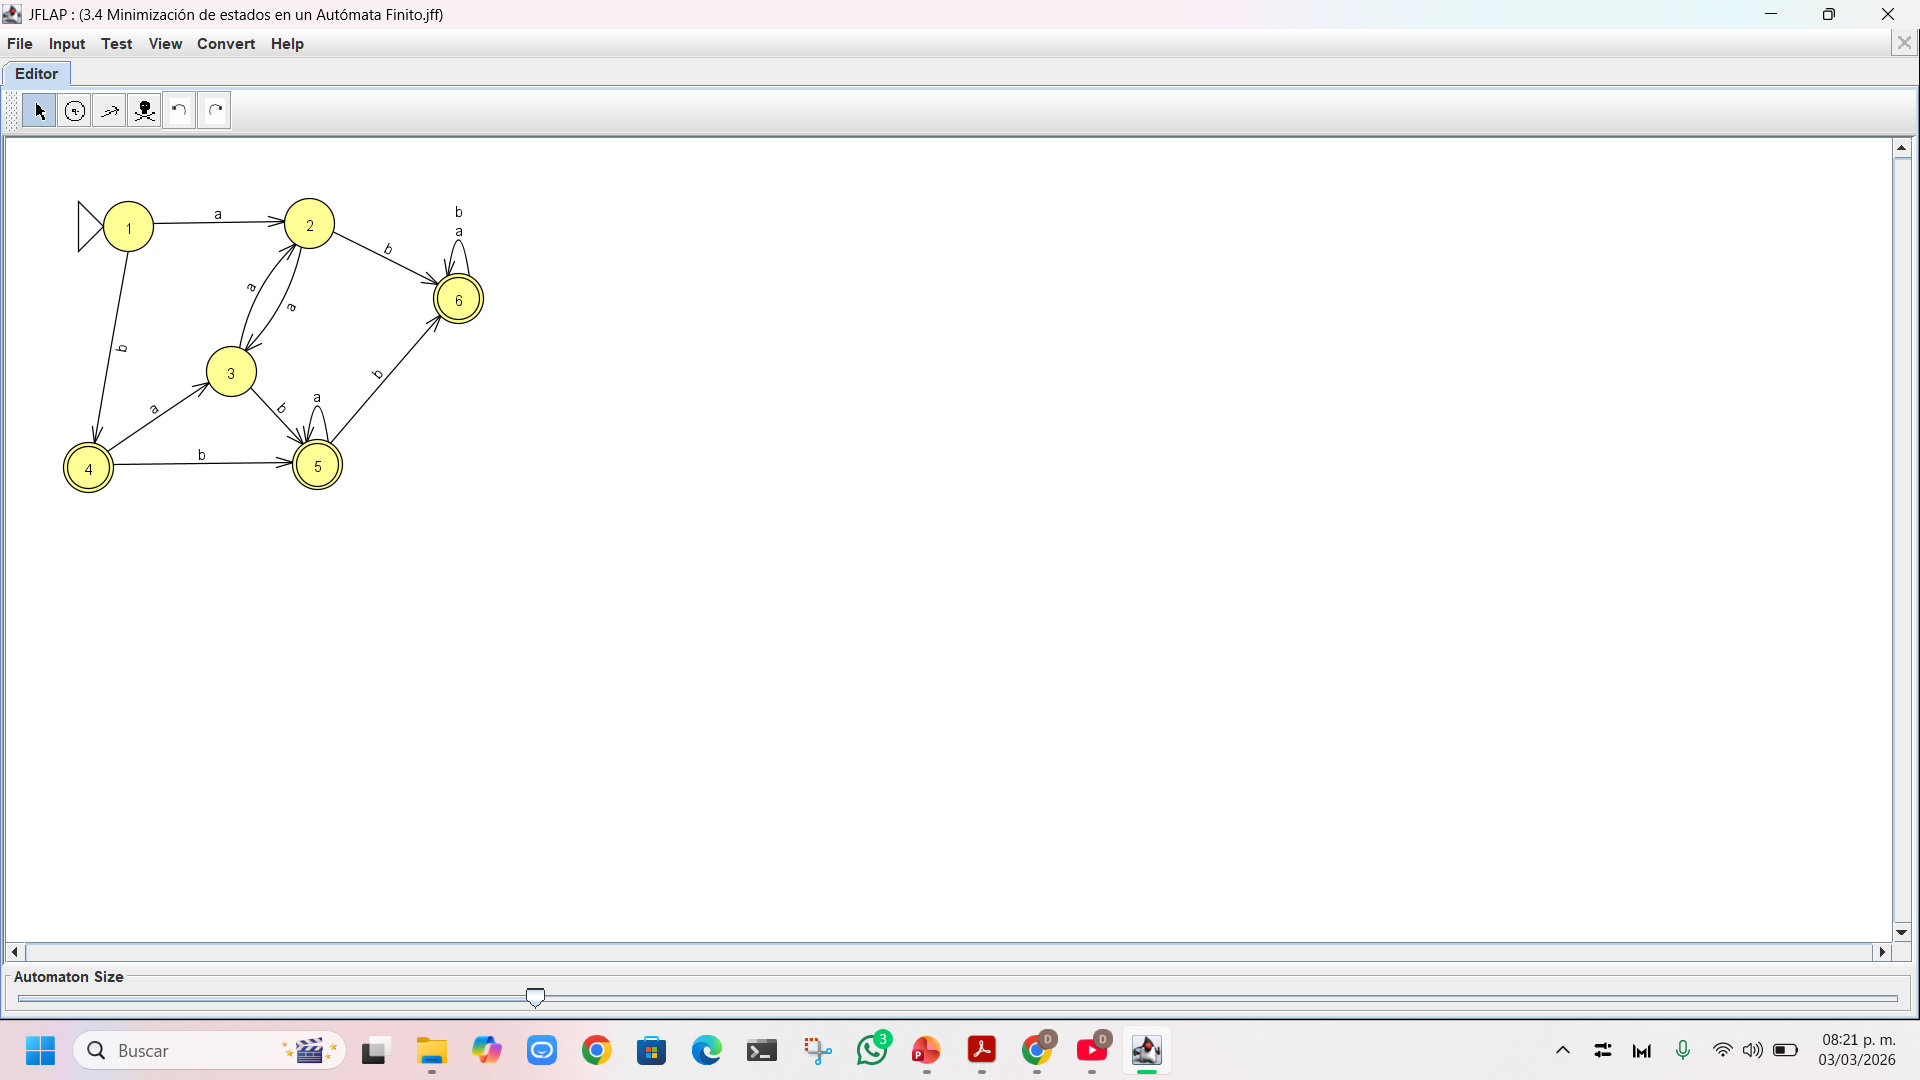 JFLAP : (3.4 Minimización de estados en un Autómata Finito.jff)
File Input Test View Convert Help
Editor
b
a
1
a
2
b
6
a
a
b
3
b
a
b
a
b
4
b
5
Automaton Size
Buscar
3
D
D
P
08:21 p. m.
03/03/2026